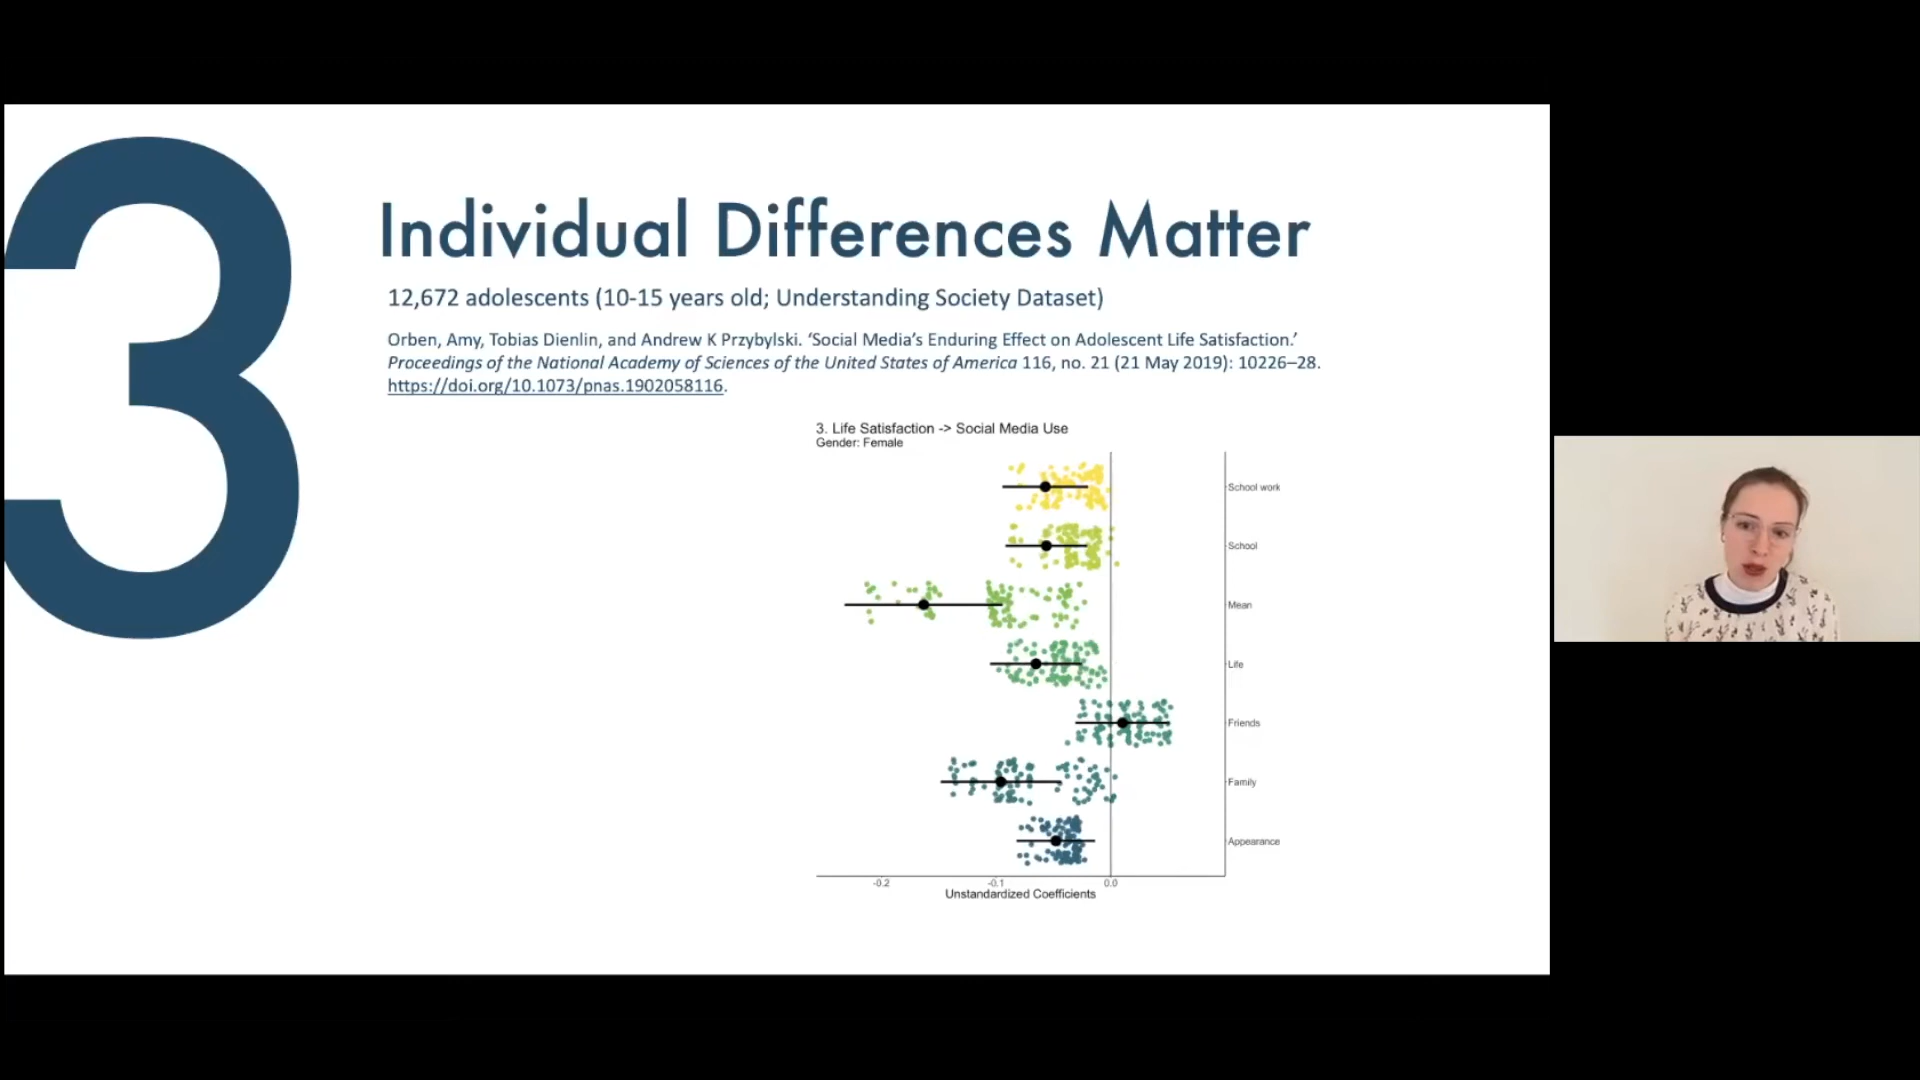 3
Individual Differences Matter
12,672 adolescents (10-15 years old; Understanding Society Dataset)
Orben, Amy, Tobias Dienlin, and Andrew K Przybylski. ‘Social Media’s Enduring Effect on Adolescent Life Satisfaction.’
Proceedings of the National Academy of Sciences of the United States of America 116, no. 21 (21 May 2019): 10226–28.
https://doi.org/10.1073/pnas.1902058116.
3. Life Satisfaction -> Social Media Use
Gender: Female
School work
School
Mean
Life
Friends
Family
Appearance
-0.2 -0.1 0.0
Unstandardized Coefficients